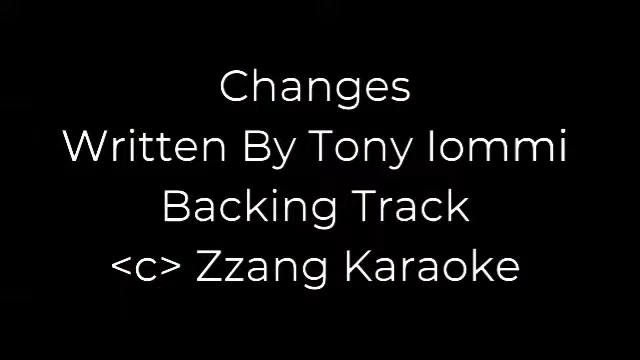 Changes
Written By Tony Iommi
Backing Track
<c> Zzang Karaoke